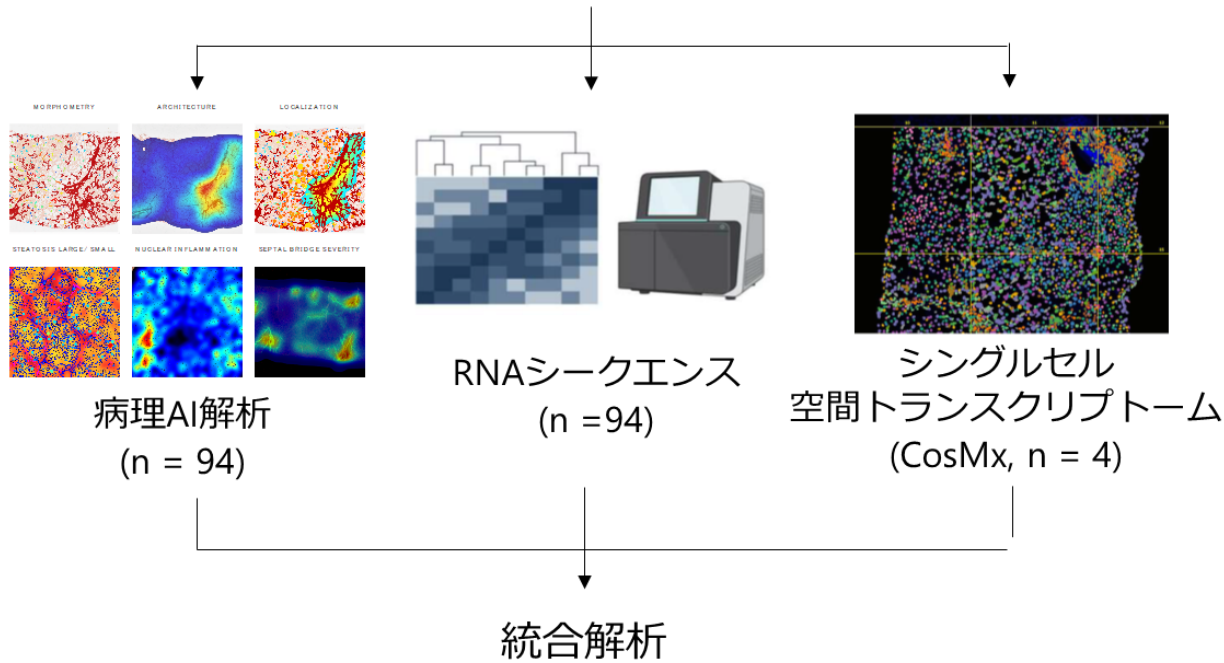 MORPHOMETRY
ARCHITECTURE
LOCALIZATION
STEATOSIS LARGE/ SMALL
NUCLEAR INFLAMMATION
SEPTAL BRIDGE SEVERITY
病理AI解析
(n = 94)
RNAシークエンス
(n =94)
シングルセル
空間トランスクリプトーム
(CosMx, n = 4)
統合解析